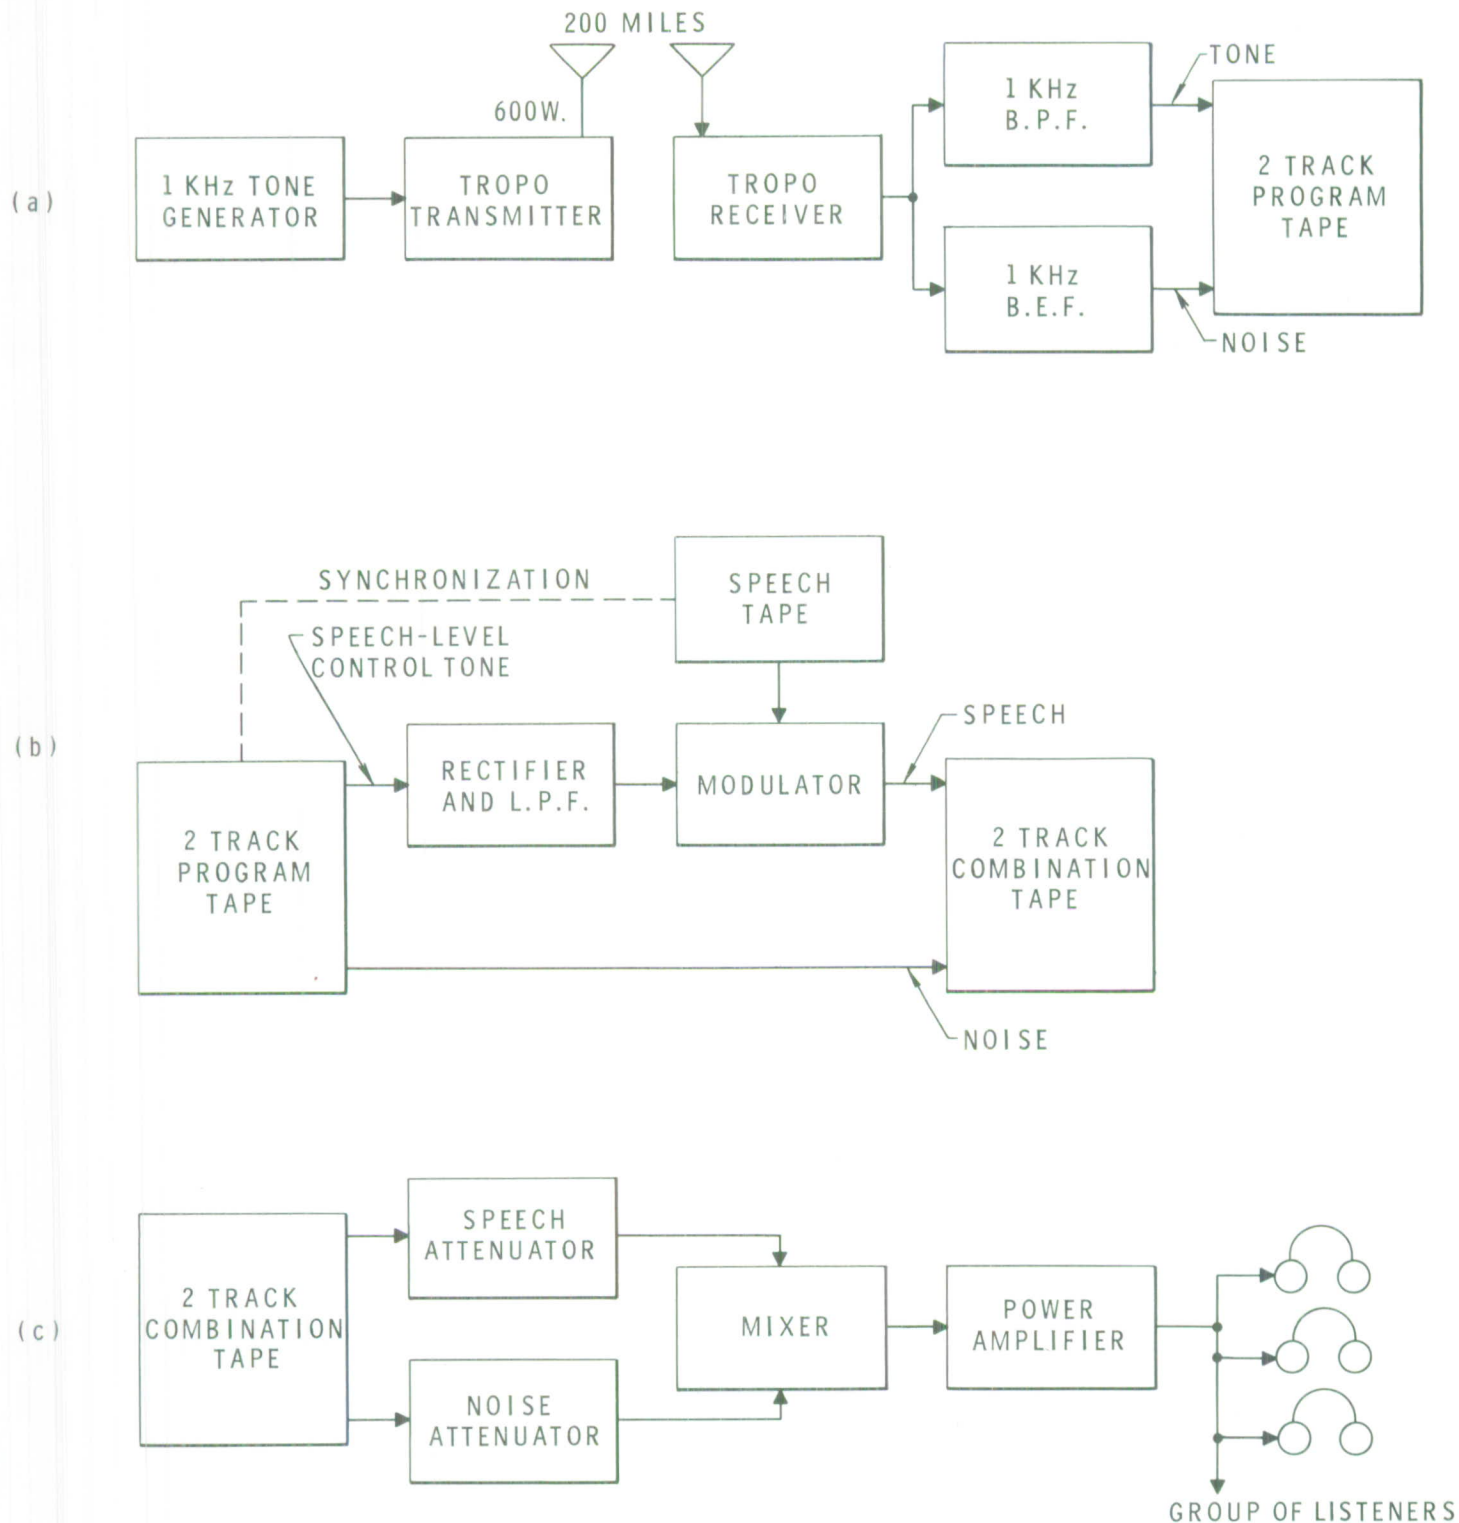 200 MILES
600W.
TONE
(a)
1 KHz TONE
GENERATOR
TROPO
TRANSMITTER
TROPO
RECEIVER
1 KHz
B.P.F.
1 KHz
B.E.F.
2 TRACK
PROGRAM
TAPE
NOISE
(b)
SYNCHRONIZATION
SPEECH
TAPE
SPEECH-LEVEL
CONTROL TONE
2 TRACK
PROGRAM
TAPE
RECTIFIER
AND L.P.F.
MODULATOR
SPEECH
2 TRACK
COMBINATION
TAPE
NOISE
(c)
2 TRACK
COMBINATION
TAPE
SPEECH
ATTENUATOR
NOISE
ATTENUATOR
MIXER
POWER
AMPLIFIER
GROUP OF LISTENERS